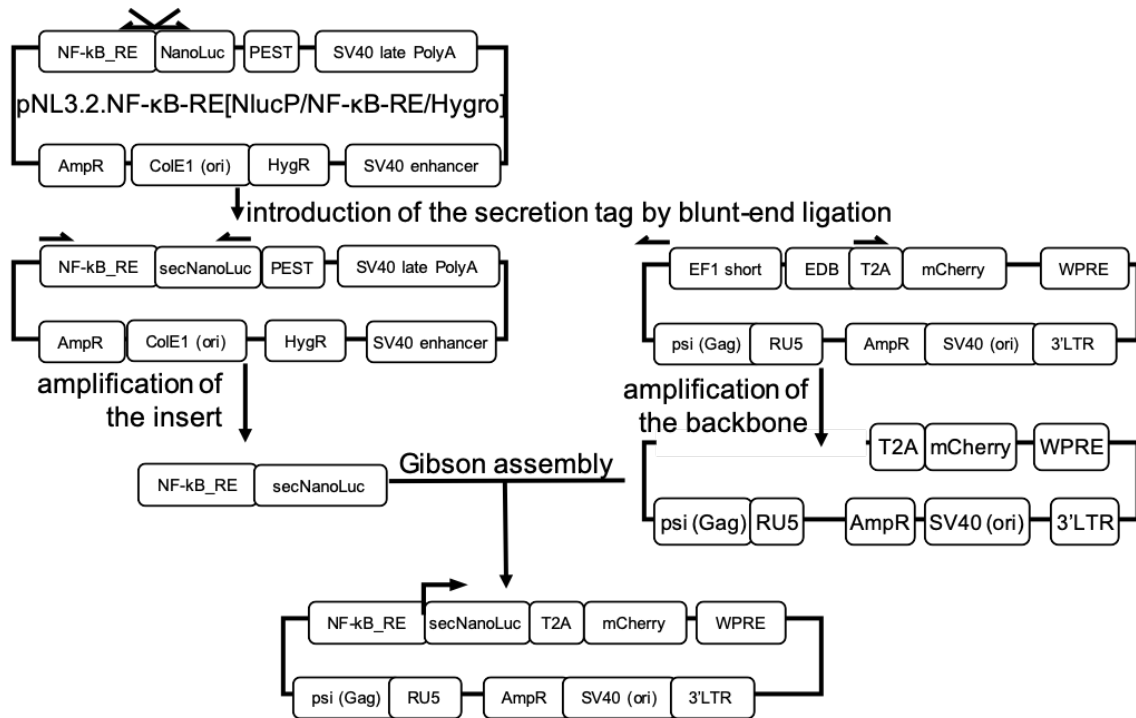 NF-kB_RE NanoLuc PEST SV40 late PolyA
pNL3.2.NF-κB-RE[NlucP/NF-κB-RE/Hygro]
AmpR ColE1 (ori) HygR SV40 enhancer
introduction of the secretion tag by blunt-end ligation
NF-kB_RE secNanoLuc PEST SV40 late PolyA
AmpR ColE1 (ori) HygR SV40 enhancer
EF1 short EDB T2A mCherry WPRE
psi (Gag) RU5 AmpR SV40 (ori) 3'LTR
amplification of
the insert
amplification of
the backbone
NF-kB_RE secNanoLuc
Gibson assembly
T2A mCherry WPRE
psi (Gag) RU5 AmpR SV40 (ori) 3'LTR
NF-kB_RE secNanoLuc T2A mCherry WPRE
psi (Gag) RU5 AmpR SV40 (ori) 3'LTR